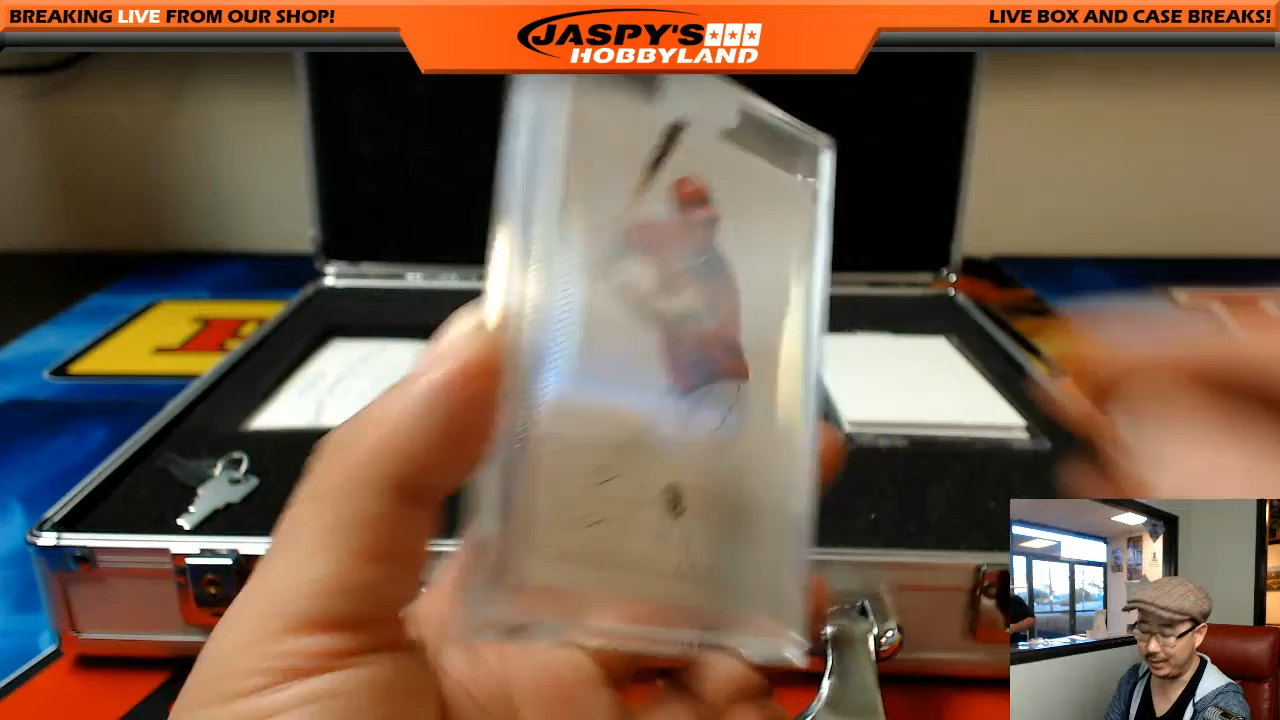 BREAKING LIVE FROM OUR SHOP!
LIVE BOX AND CASE BREAKS!
JASPY'S
HOBBYLAND